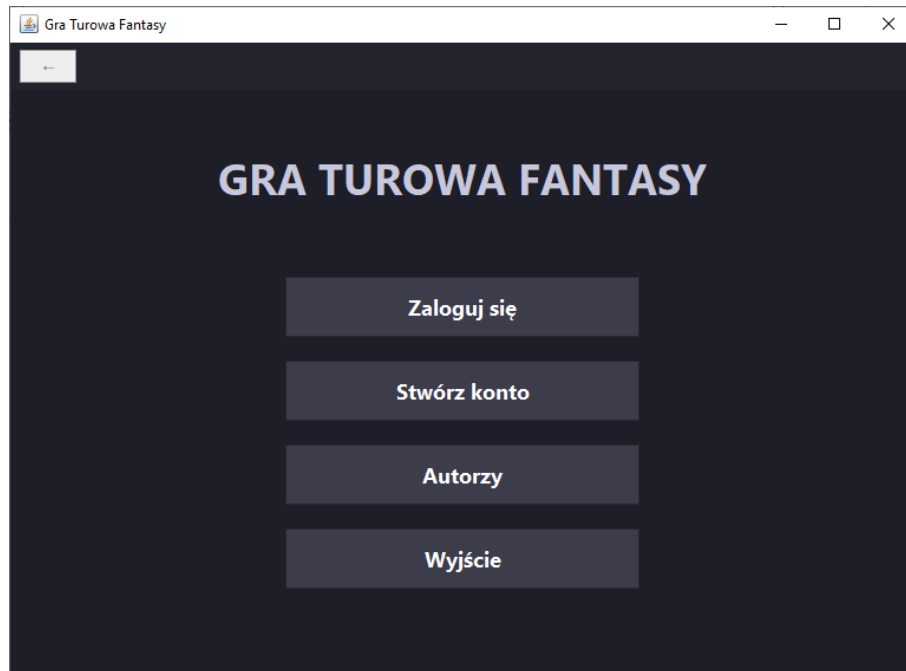 Gra Turowa Fantasy
←
GRA TUROWA FANTASY
Zaloguj się
Stwórz konto
Autorzy
Wyjście